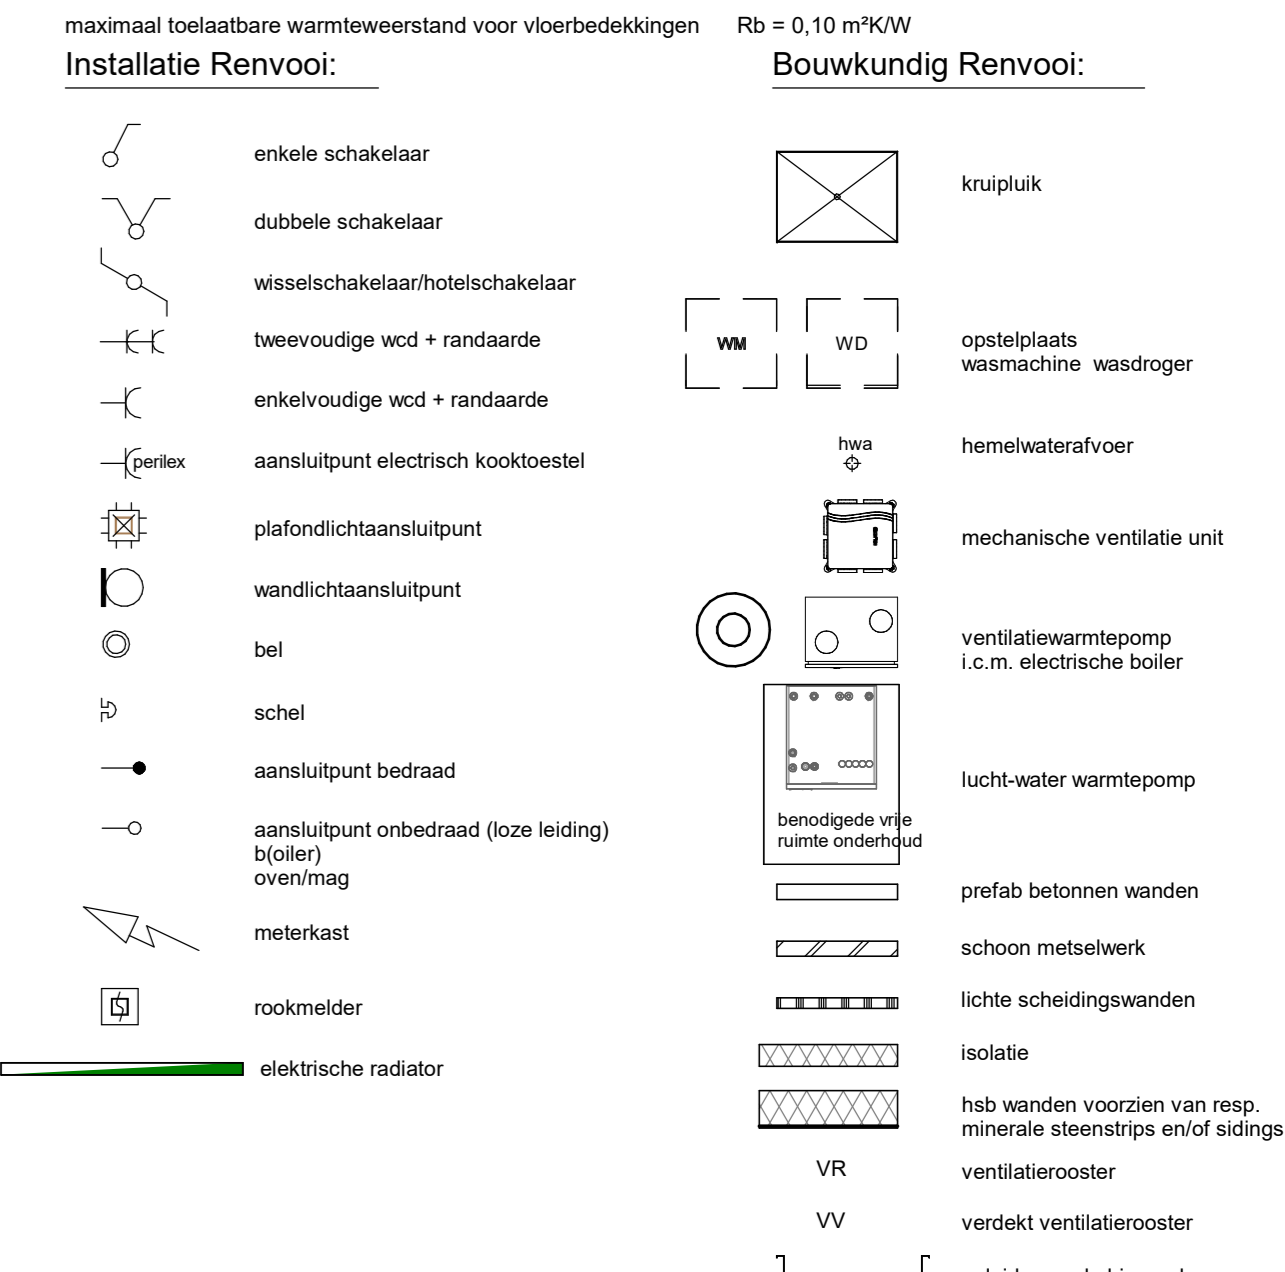 maximaal toelaatbare warmteweerstand voor vloerbedekkingen Rb = 0,10 m²K/W
Installatie Renvooi:
enkele schakelaar
dubbele schakelaar
wisselschakelaar/hotelschakelaar
tweevoudige wcd + randaarde
enkelvoudige wcd + randaarde
perilex aansluitpunt electrisch kooktoestel
plafondlichtaansluitpunt
wandlichtaansluitpunt
bel
schel
aansluitpunt bedraad
aansluitpunt onbedraad (loze leiding)
b(oiler)
oven/mag
meterkast
rookmelder
elektrische radiator
Bouwkundig Renvooi:
kruipluik
WM WD opstelplaats
wasmachine wasdroger
hwa hemelwaterafvoer
mechanische ventilatie unit
ventilatiewarmtepomp
i.c.m. electrische boiler
lucht-water warmtepomp
benodigede vrije
ruimte onderhoud
prefab betonnen wanden
schoon metselwerk
lichte scheidingswanden
isolatie
hsb wanden voorzien van resp.
minerale steenstrips en/of sidings
VR ventilatierooster
VV verdekt ventilatierooster